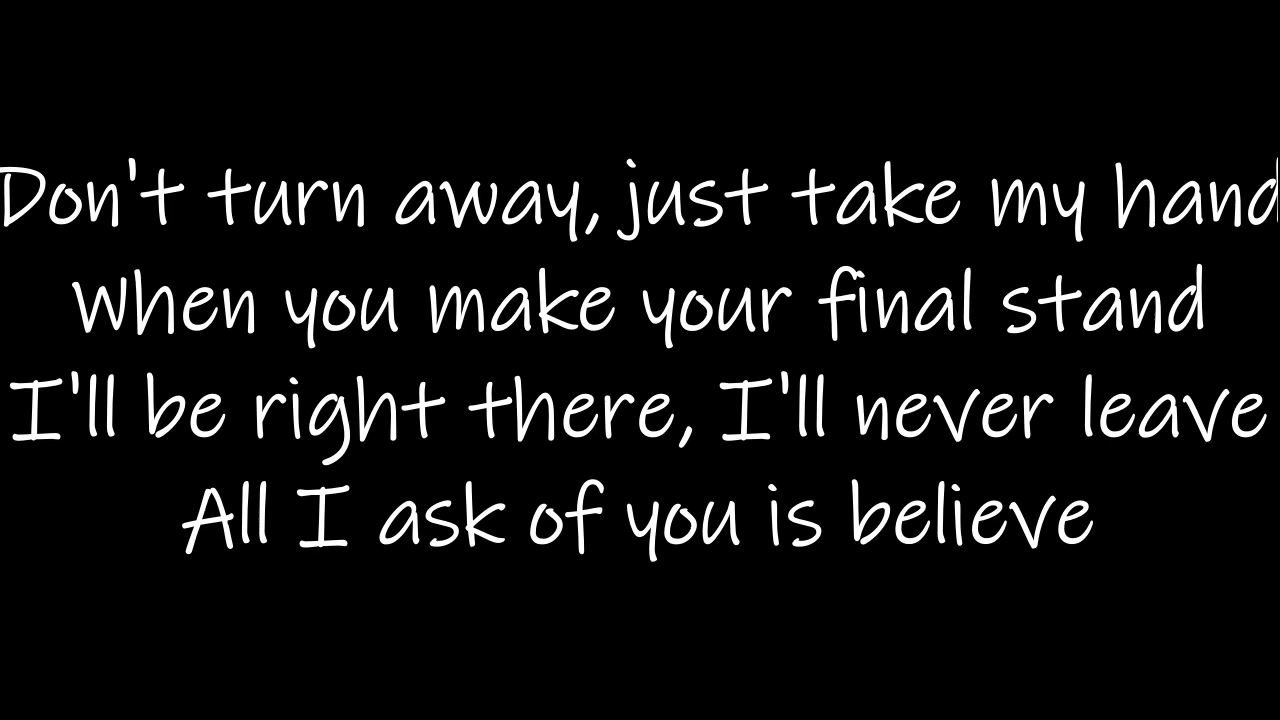 Don't turn away, just take my hand
When you make your final stand
I'll be right there, I'll never leave
All I ask of you is believe